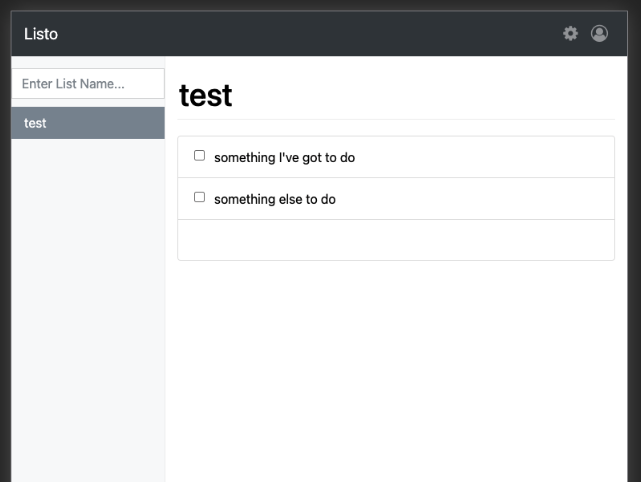 Listo
Enter List Name...
test
test
something I've got to do
something else to do